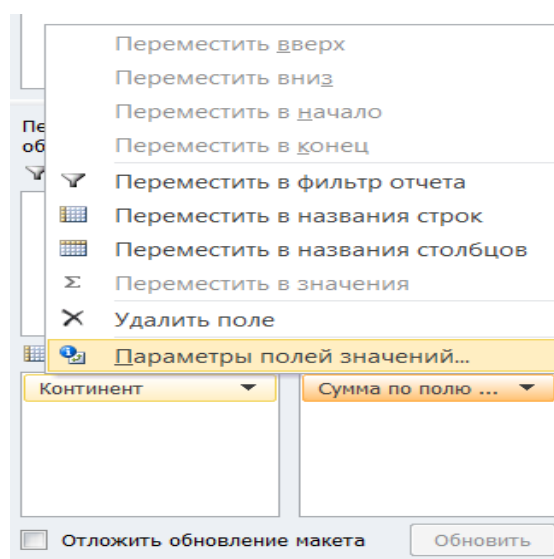 Переместить вверх
Переместить вниз
Переместить в начало
Переместить в конец
Переместить в фильтр отчета
Переместить в названия строк
Переместить в названия столбцов
Σ Переместить в значения
Удалить поле
Параметры полей значений...
Континент
Сумма по полю ...
Отложить обновление макета
Обновить